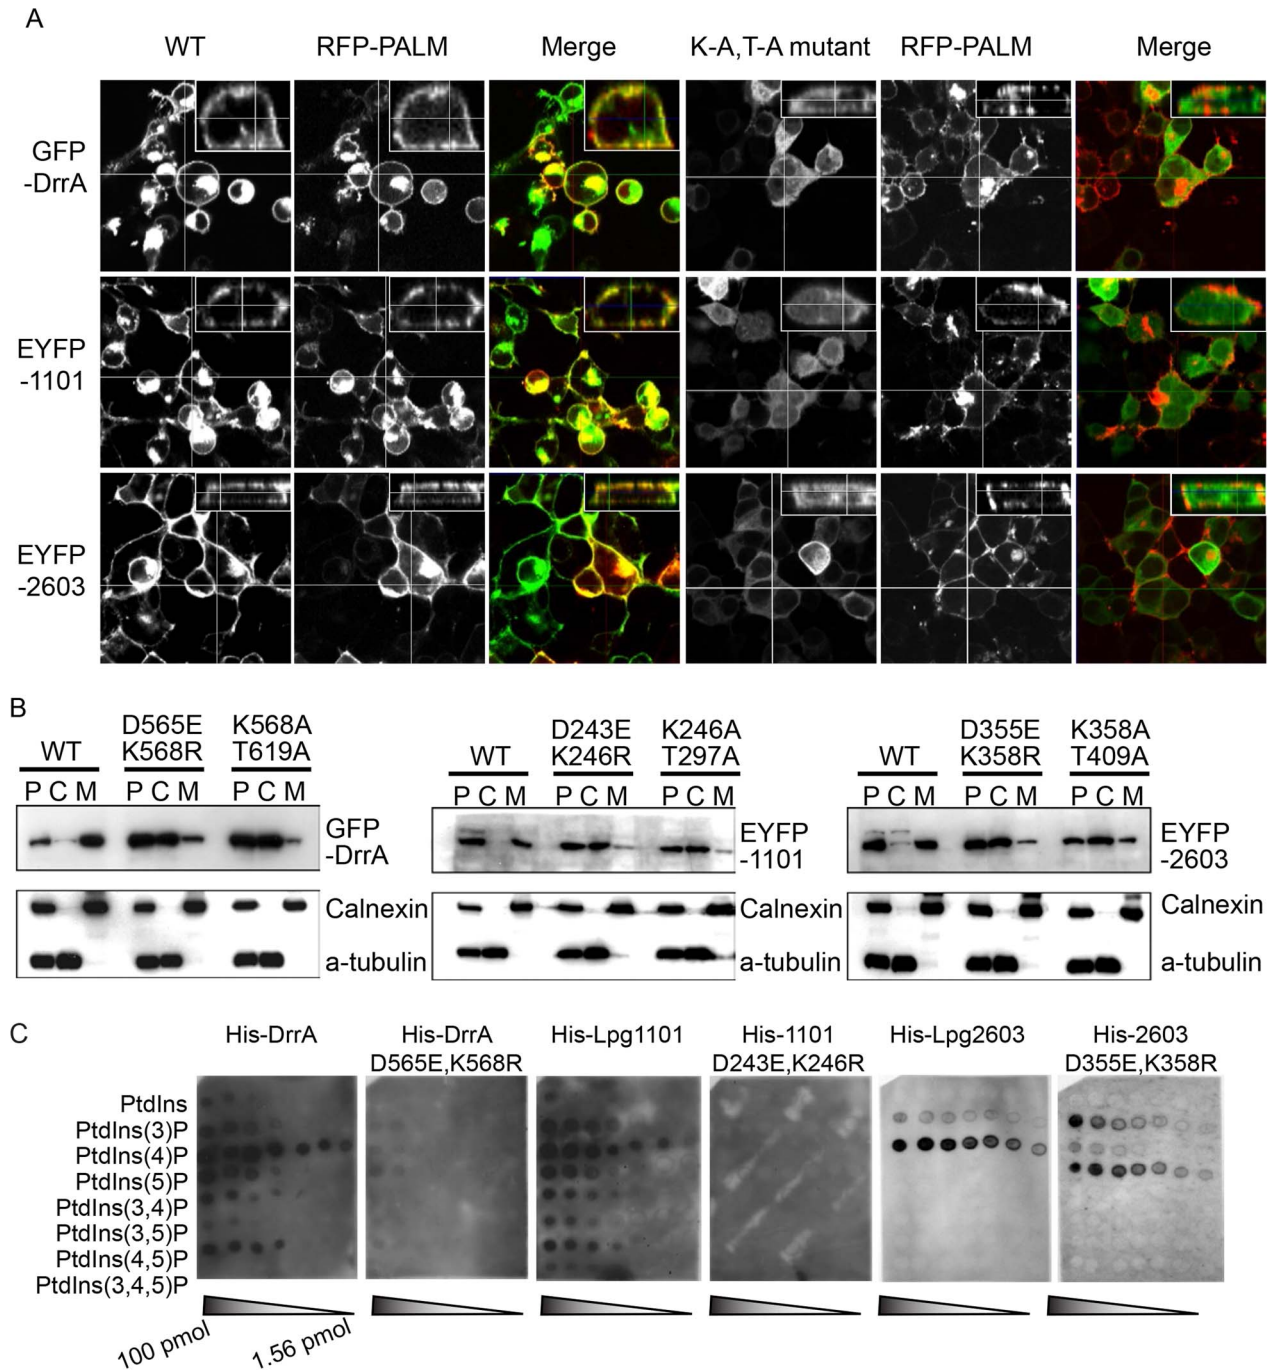 A
WT RFP-PALM Merge K-A,T-A mutant RFP-PALM Merge
GFP
-DrrA
EYFP
-1101
EYFP
-2603
B
WT D565E K568R K568A T619A WT D243E K246R K246A T297A WT D355E K358R K358A T409A
P C M P C M P C M P C M P C M P C M P C M P C M P C M
GFP
-DrrA
EYFP
-1101
EYFP
-2603
Calnexin Calnexin Calnexin
a-tubulin a-tubulin a-tubulin
C
His-DrrA His-DrrA His-Lpg1101 His-1101 His-Lpg2603 His-2603
D565E,K568R D243E,K246R D355E,K358R
PtdIns
PtdIns(3)P
PtdIns(4)P
PtdIns(5)P
PtdIns(3,4)P
PtdIns(3,5)P
PtdIns(4,5)P
PtdIns(3,4,5)P
100 pmol 1.56 pmol